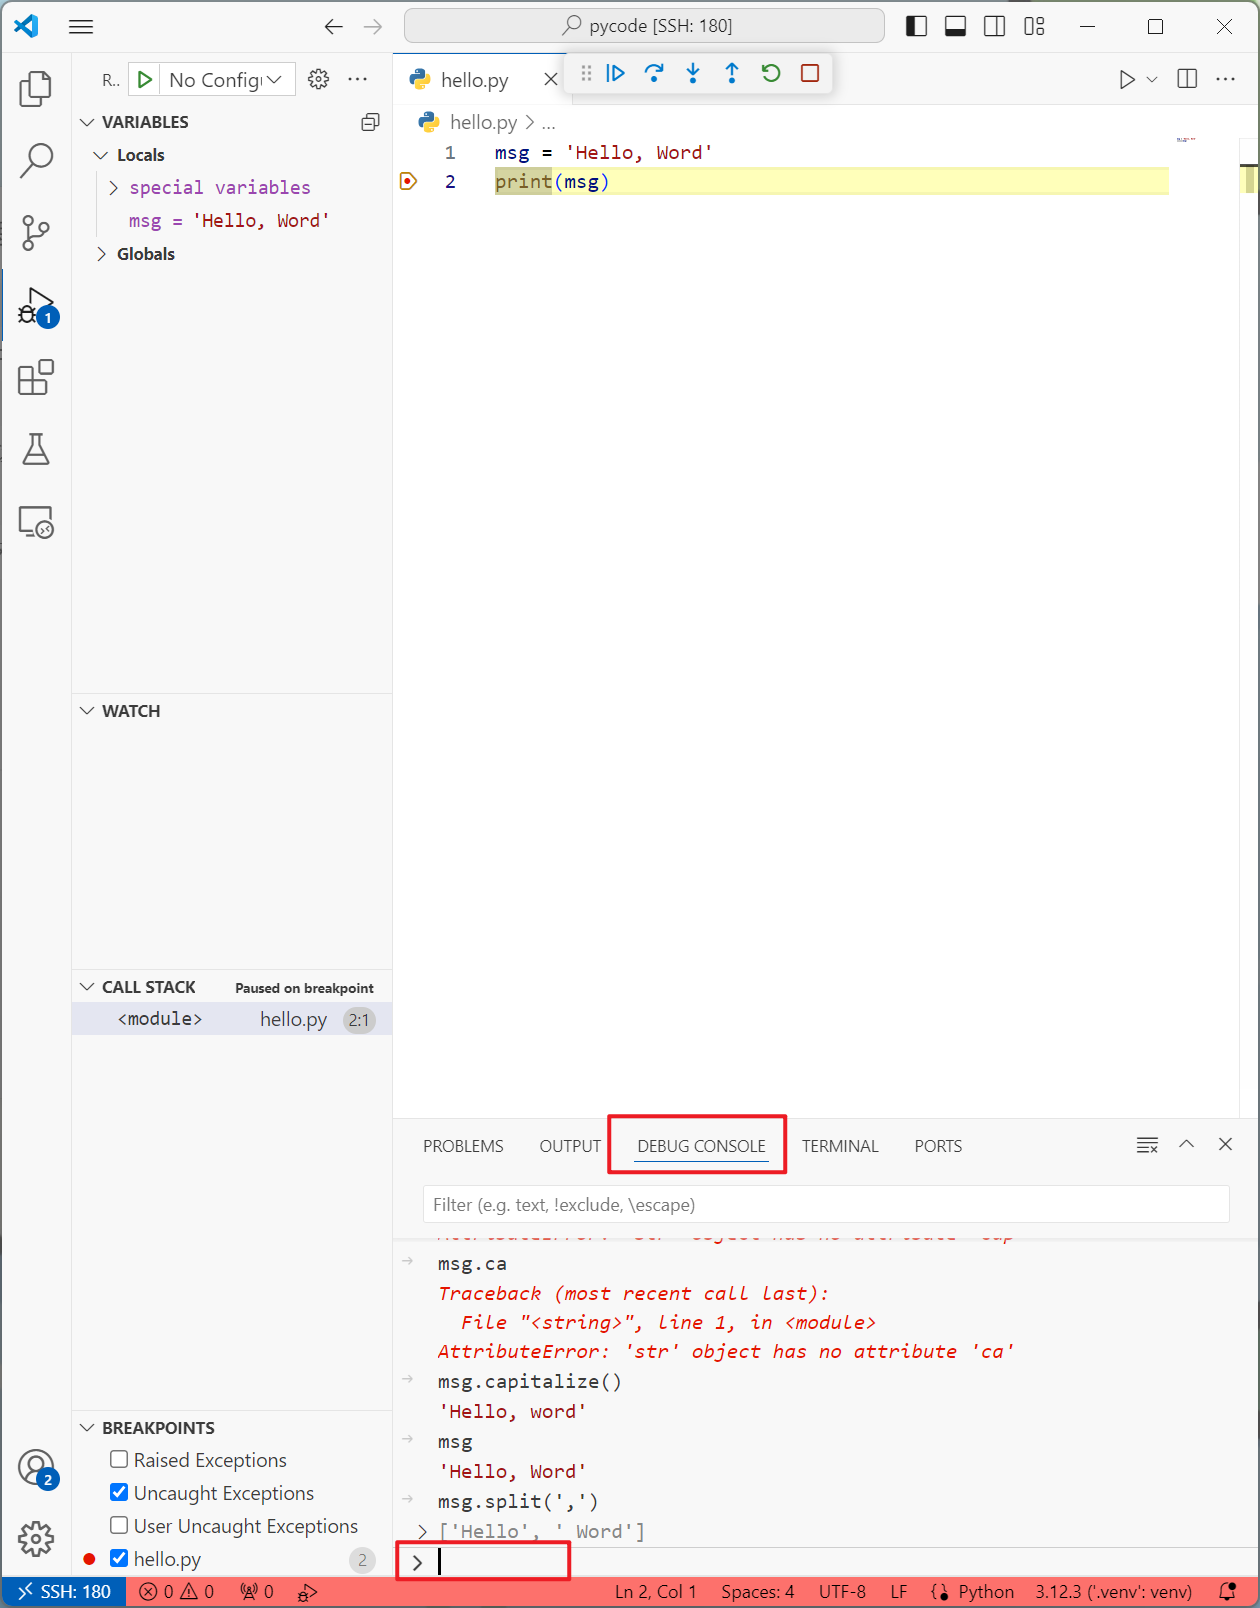 pycode [SSH: 180]
R..
No Config
hello.py
VARIABLES
hello.py > ...
Locals
special variables
msg = 'Hello, Word'
Globals
1 msg = 'Hello, Word'
2 print(msg)
1
WATCH
CALL STACK Paused on breakpoint
<module> hello.py 2:1
PROBLEMS OUTPUT DEBUG CONSOLE TERMINAL PORTS
Filter (e.g. text, !exclude, \escape)
msg.ca
Traceback (most recent call last):
File "<string>", line 1, in <module>
AttributeError: 'str' object has no attribute 'ca'
msg.capitalize()
'Hello, word'
msg
'Hello, Word'
msg.split(',')
> ['Hello', ' Word']
>
BREAKPOINTS
Raised Exceptions
Uncaught Exceptions
User Uncaught Exceptions
hello.py 2
2
SSH: 180 0 0 0 Ln 2, Col 1 Spaces: 4 UTF-8 LF Python 3.12.3 ('.venv': venv)